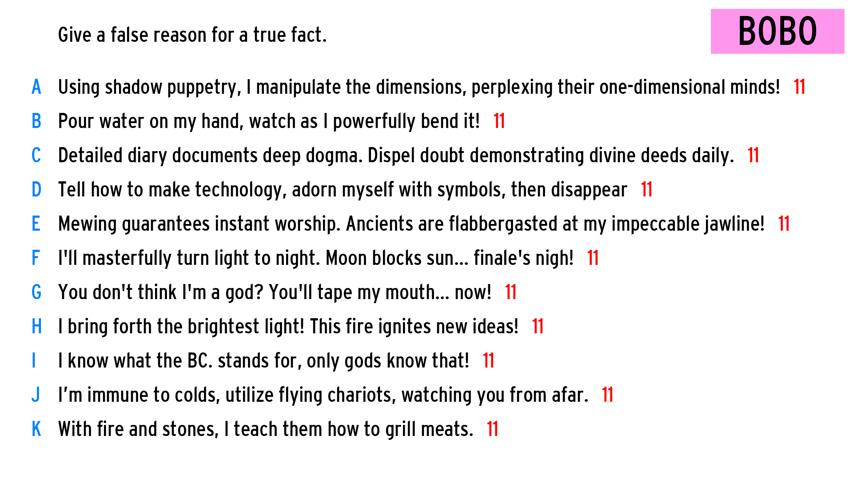 Give a false reason for a true fact.
BOBO
A Using shadow puppetry, I manipulate the dimensions, perplexing their one-dimensional minds! 11
B Pour water on my hand, watch as I powerfully bend it! 11
C Detailed diary documents deep dogma. Dispel doubt demonstrating divine deeds daily. 11
D Tell how to make technology, adorn myself with symbols, then disappear 11
E Mewing guarantees instant worship. Ancients are flabbergasted at my impeccable jawline! 11
F I'll masterfully turn light to night. Moon blocks sun... finale's nigh! 11
G You don't think I'm a god? You'll tape my mouth... now! 11
H I bring forth the brightest light! This fire ignites new ideas! 11
I I know what the BC. stands for, only gods know that! 11
J I’m immune to colds, utilize flying chariots, watching you from afar. 11
K With fire and stones, I teach them how to grill meats. 11